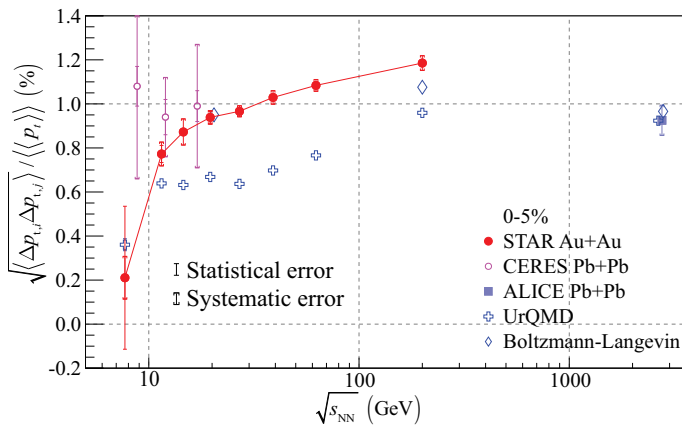 √⟨Δp_t,i Δp_t,j⟩ / ⟨⟨p_t⟩⟩ (%)
1.4
1.2
1.0
0.8
0.6
0.4
0.2
0.0
-0.2
0-5%
STAR Au+Au
CERES Pb+Pb
ALICE Pb+Pb
UrQMD
Boltzmann-Langevin
Statistical error
Systematic error
10 100 1000
√s_NN (GeV)